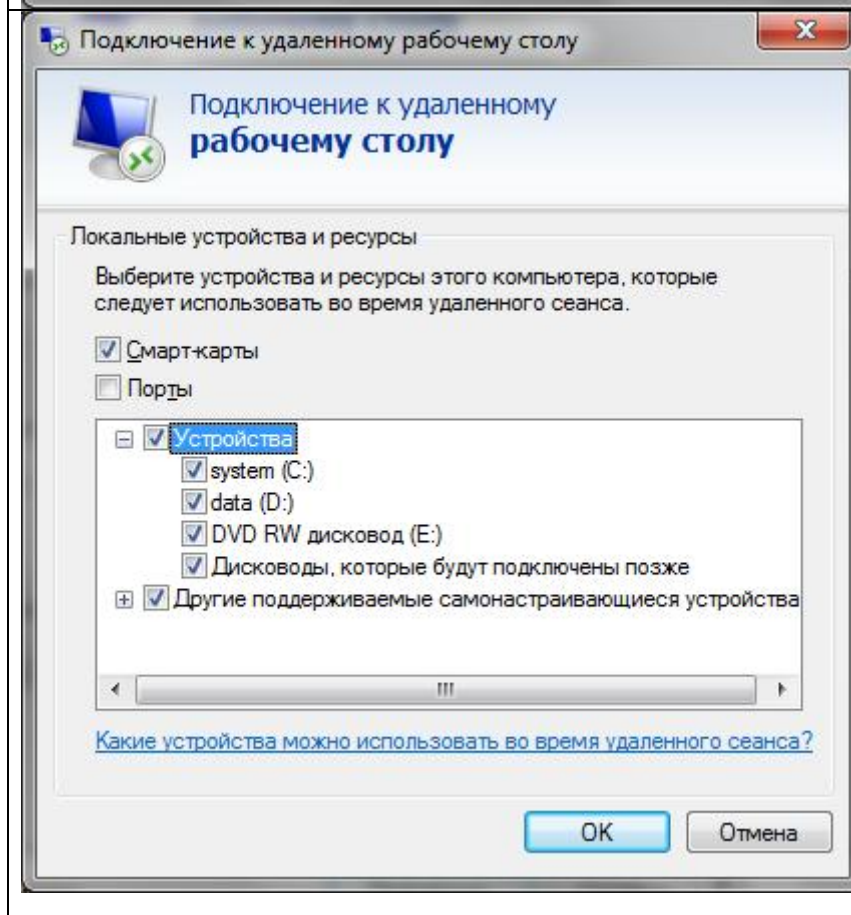 Подключение к удаленному рабочему столу
Подключение к удаленному
рабочему столу
Локальные устройства и ресурсы
Выберите устройства и ресурсы этого компьютера, которые
следует использовать во время удаленного сеанса.
Смарт-карты
Порты
Устройства
system (C:)
data (D:)
DVD RW дисковод (E:)
Дисководы, которые будут подключены позже
Другие поддерживаемые самонастраивающиеся устройства
Какие устройства можно использовать во время удаленного сеанса?
OK
Отмена